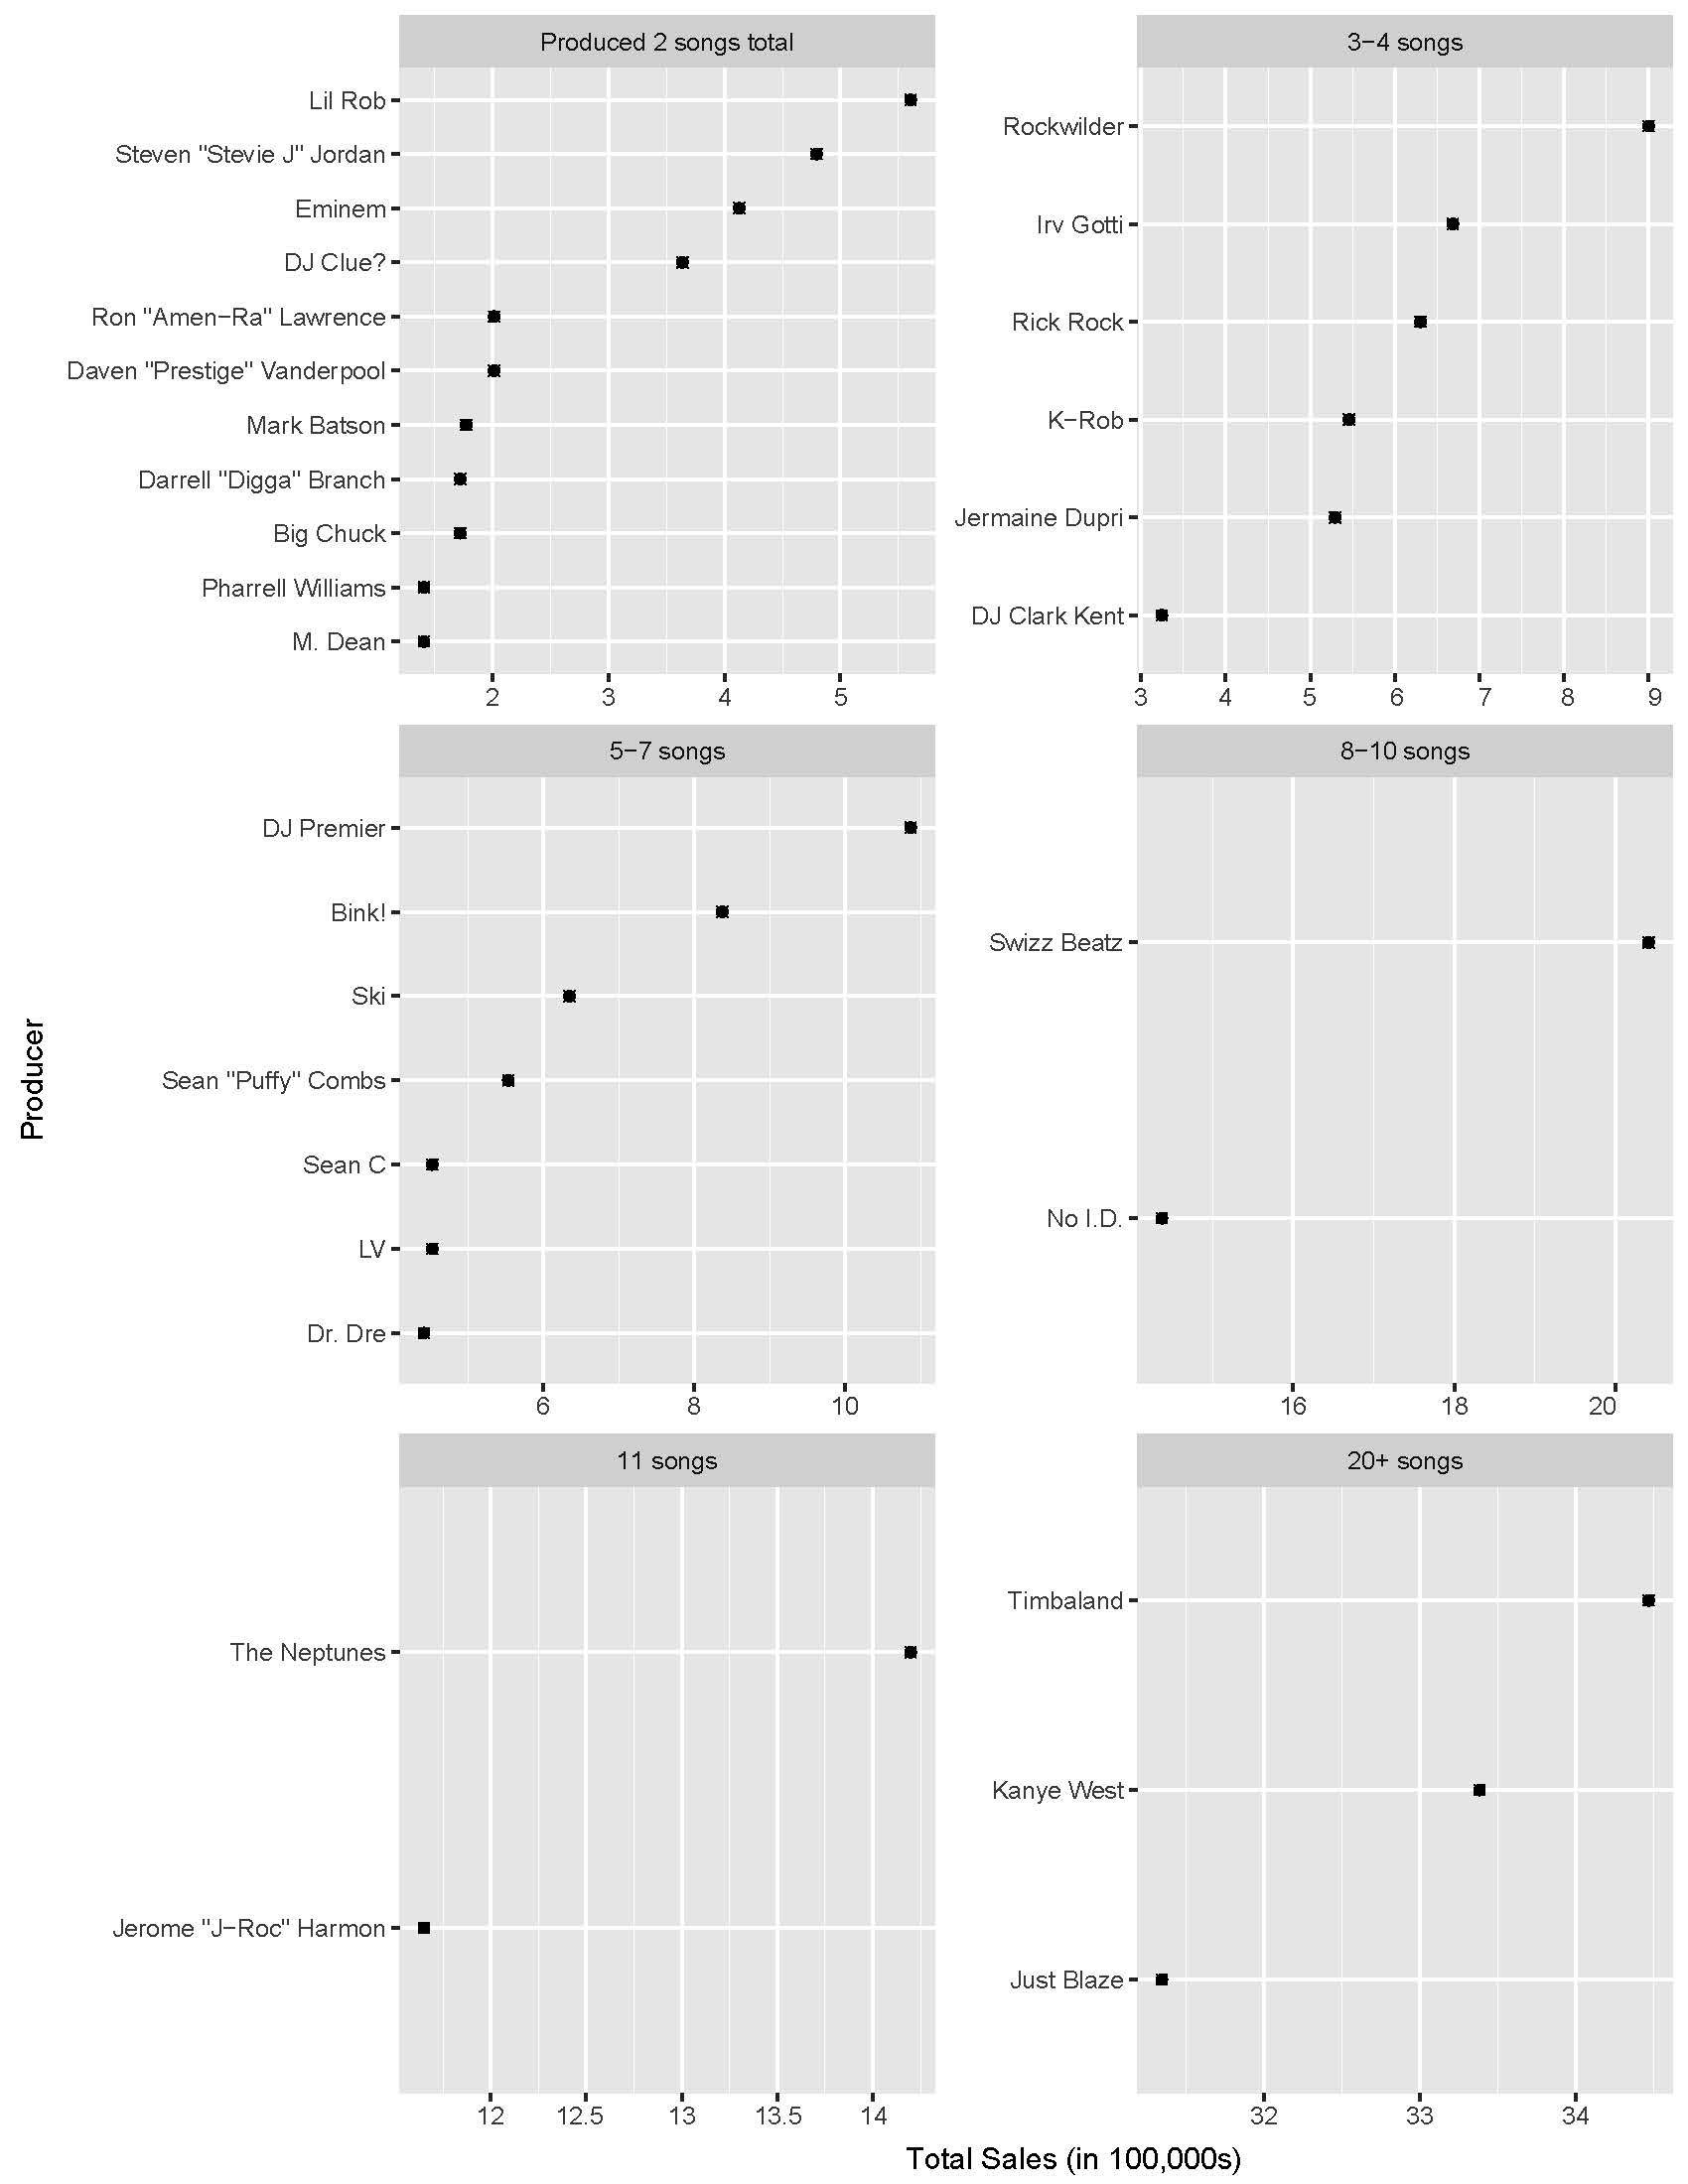 Produced 2 songs total
Lil Rob
Steven "Stevie J" Jordan
Eminem
DJ Clue?
Ron "Amen−Ra" Lawrence
Daven "Prestige" Vanderpool
Mark Batson
Darrell "Digga" Branch
Big Chuck
Pharrell Williams
M. Dean
2 3 4 5
3−4 songs
Rockwilder
Irv Gotti
Rick Rock
K−Rob
Jermaine Dupri
DJ Clark Kent
3 4 5 6 7 8 9
5−7 songs
DJ Premier
Bink!
Ski
Sean "Puffy" Combs
Sean C
LV
Dr. Dre
6 8 10
8−10 songs
Swizz Beatz
No I.D.
16 18 20
11 songs
The Neptunes
Jerome "J−Roc" Harmon
12 12.5 13 13.5 14
20+ songs
Timbaland
Kanye West
Just Blaze
32 33 34
Producer
Total Sales (in 100,000s)